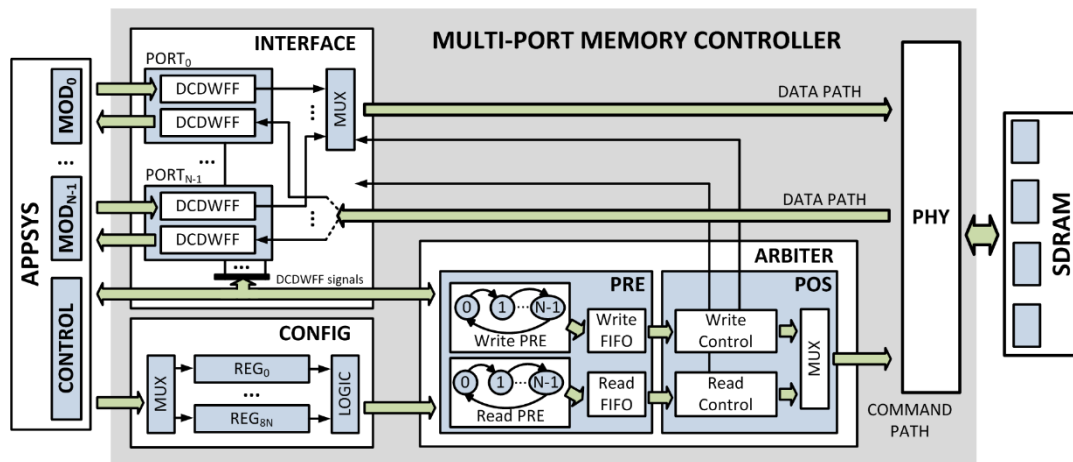 MULTI-PORT MEMORY CONTROLLER
INTERFACE
APPSYS
MOD0
...
MODN-1
CONTROL
PORT0
DCDWFF
DCDWFF
...
PORTN-1
DCDWFF
DCDWFF
...
MUX
...
...
DCDWFF signals
DATA PATH
DATA PATH
PHY
SDRAM
CONFIG
MUX
REG0
...
REG8N
LOGIC
ARBITER
PRE
0 1 ... N-1
Write PRE
0 1 ... N-1
Read PRE
Write
FIFO
Read
FIFO
POS
Write
Control
Read
Control
MUX
COMMAND
PATH